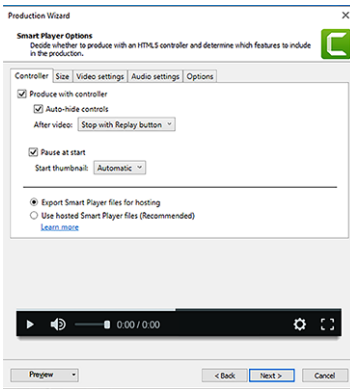 Production Wizard
Smart Player Options
Decide whether to produce with an HTML5 controller and determine which features to include
in the production.
Controller Size Video settings Audio settings Options
Produce with controller
Auto-hide controls
After video: Stop with Replay button
Pause at start
Start thumbnail: Automatic
Export Smart Player files for hosting
Use hosted Smart Player files (Recommended)
Learn more
0:00 / 0:00
Preview < Back Next > Cancel